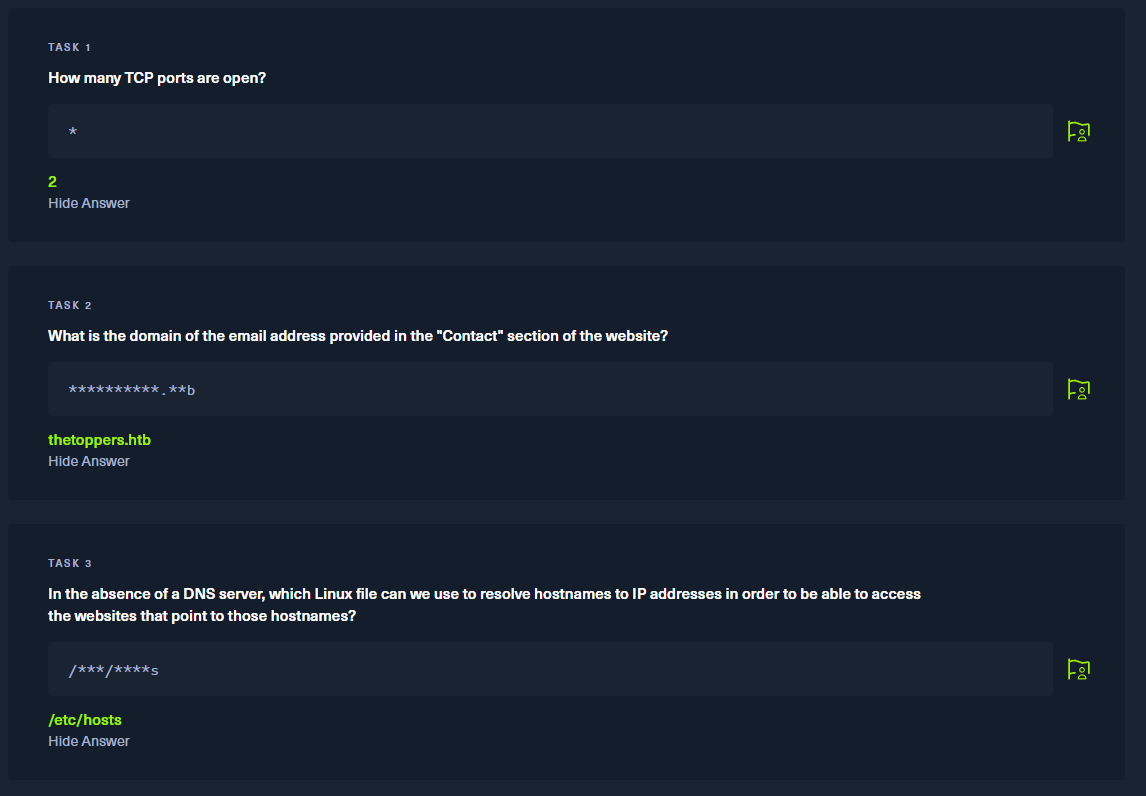 TASK 1
How many TCP ports are open?
*
2
Hide Answer
TASK 2
What is the domain of the email address provided in the "Contact" section of the website?
**********.**b
thetoppers.htb
Hide Answer
TASK 3
In the absence of a DNS server, which Linux file can we use to resolve hostnames to IP addresses in order to be able to access
the websites that point to those hostnames?
/***/****s
/etc/hosts
Hide Answer